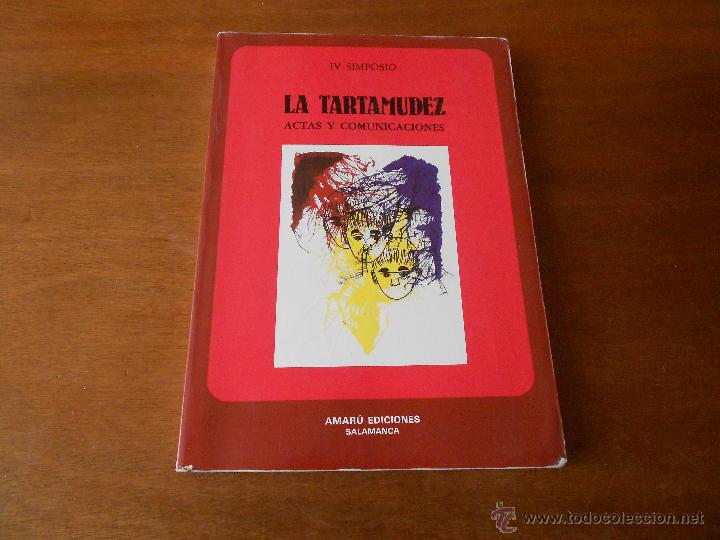 IV SIMPOSIO
LA TARTAMUDEZ
ACTAS Y COMUNICACIONES
AMARÚ EDICIONES
SALAMANCA
© www.todocoleccion.net